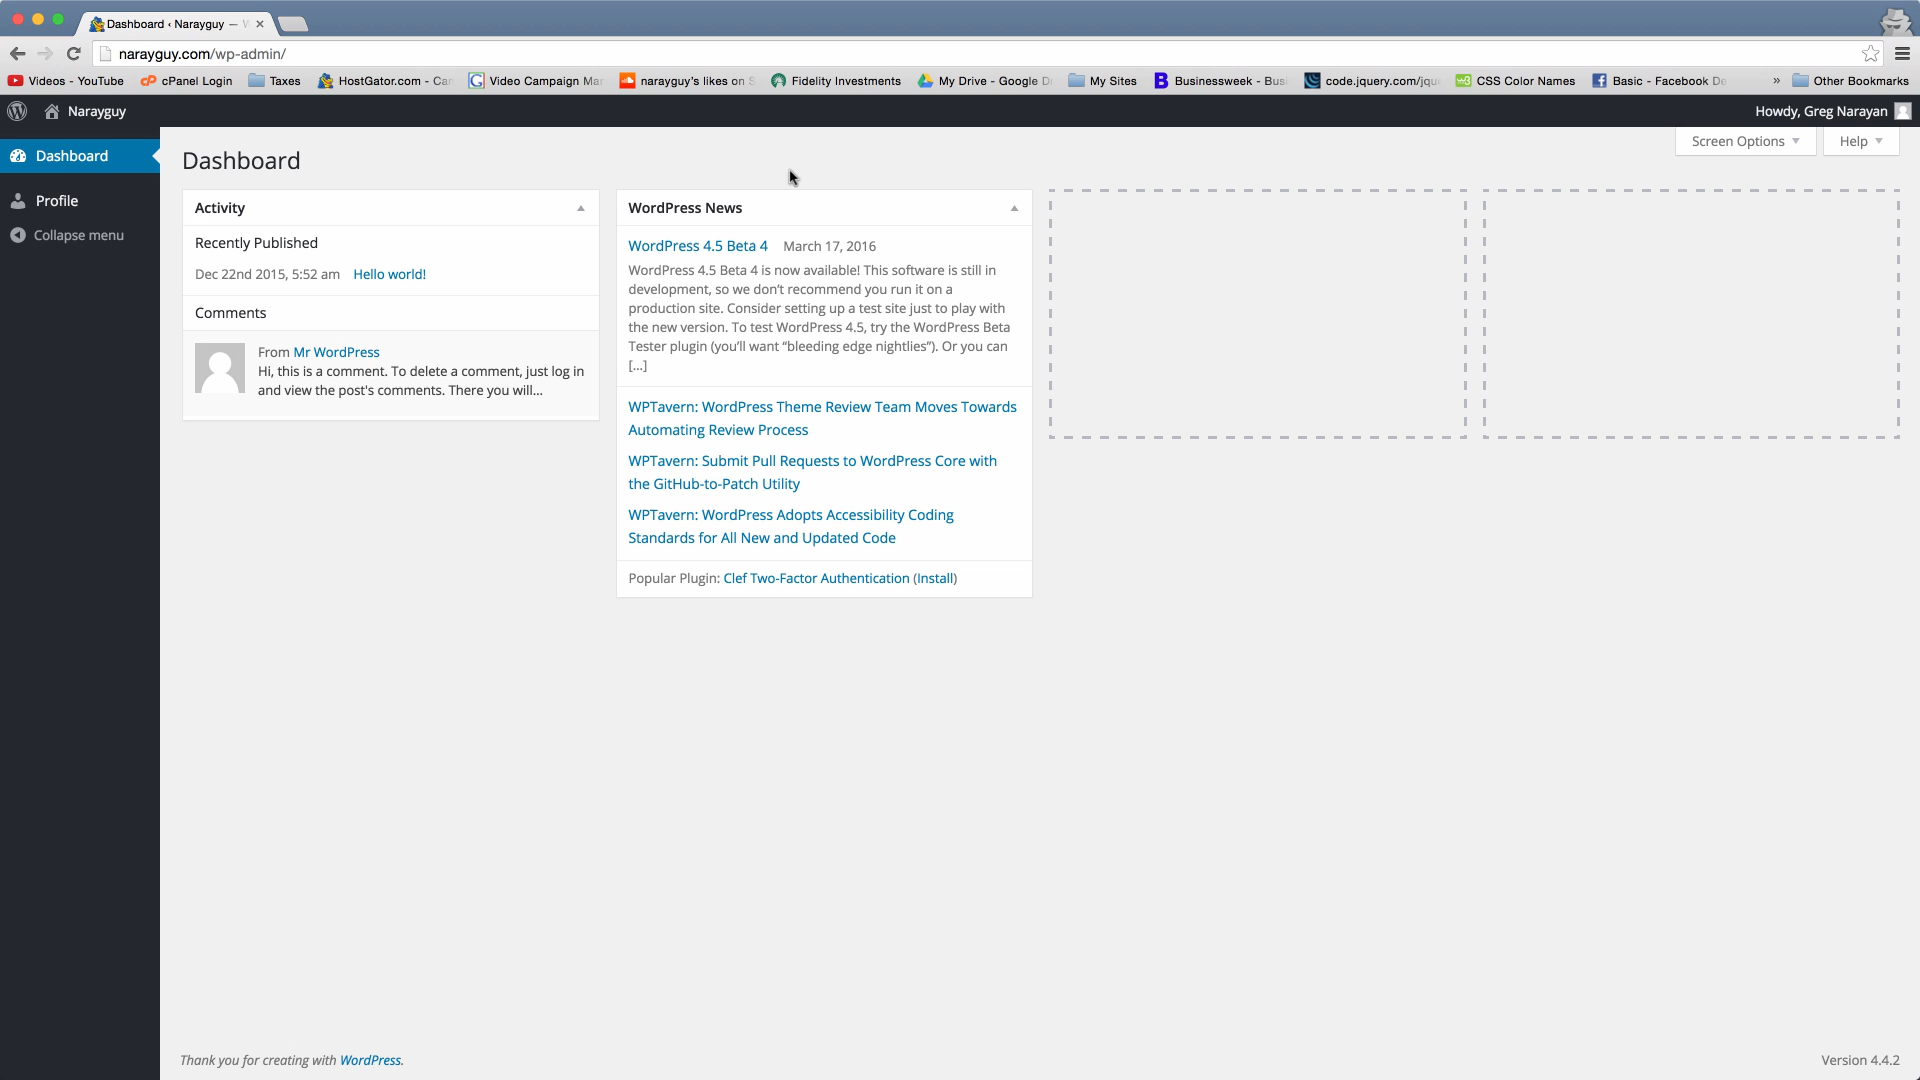 Dashboard ‹ Narayguy —
narayguy.com/wp-admin/
Videos - YouTube
cPanel Login
Taxes
HostGator.com - Ca
Video Campaign Ma
narayguy's likes on S
Fidelity Investments
My Drive - Google D
My Sites
Businessweek - Bus
code.jquery.com/jqu
CSS Color Names
Basic - Facebook De
»
Other Bookmarks
Narayguy
Howdy, Greg Narayan
Dashboard
Profile
Collapse menu
Screen Options
Help
Dashboard
Activity
Recently Published
Dec 22nd 2015, 5:52 am Hello world!
Comments
From Mr WordPress
Hi, this is a comment. To delete a comment, just log in
and view the post's comments. There you will...
WordPress News
WordPress 4.5 Beta 4 March 17, 2016
WordPress 4.5 Beta 4 is now available! This software is still in
development, so we don’t recommend you run it on a
production site. Consider setting up a test site just to play with
the new version. To test WordPress 4.5, try the WordPress Beta
Tester plugin (you’ll want “bleeding edge nightlies”). Or you can
[...]
WPTavern: WordPress Theme Review Team Moves Towards
Automating Review Process
WPTavern: Submit Pull Requests to WordPress Core with
the GitHub-to-Patch Utility
WPTavern: WordPress Adopts Accessibility Coding
Standards for All New and Updated Code
Popular Plugin: Clef Two-Factor Authentication (Install)
Thank you for creating with WordPress.
Version 4.4.2